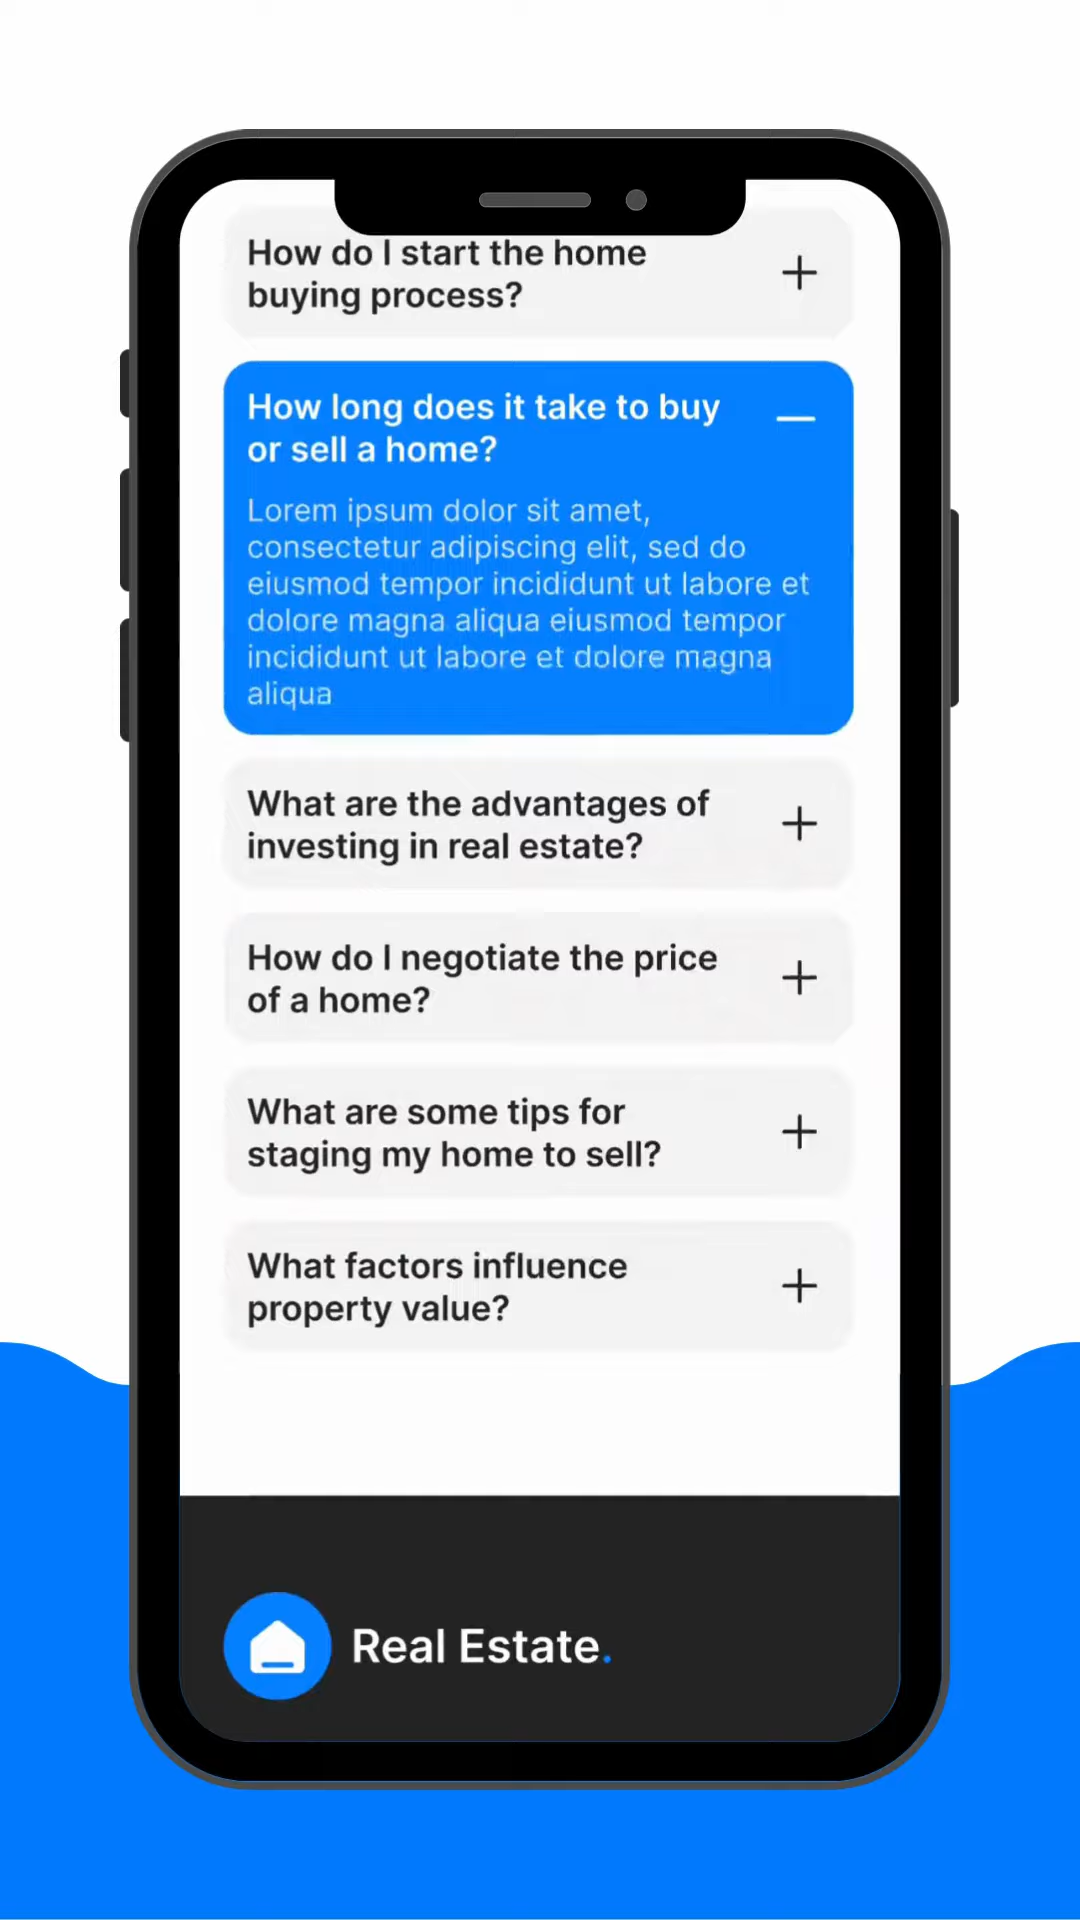 How do I start the home
buying process?
How long does it take to buy
or sell a home?
Lorem ipsum dolor sit amet,
consectetur adipiscing elit, sed do
eiusmod tempor incididunt ut labore et
dolore magna aliqua eiusmod tempor
incididunt ut labore et dolore magna
aliqua
What are the advantages of
investing in real estate?
How do I negotiate the price
of a home?
What are some tips for
staging my home to sell?
What factors influence
property value?
Real Estate.